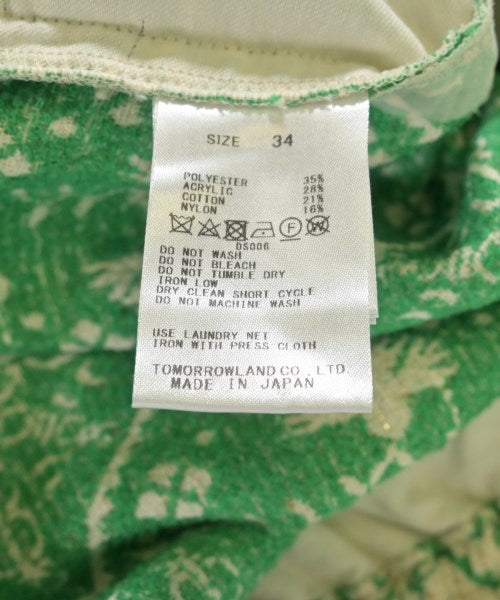 SIZE 34
POLYESTER 35%
ACRYLIC 28%
COTTON 21%
NYLON 16%
DS006
DO NOT WASH
DO NOT BLEACH
DO NOT TUMBLE DRY
IRON LOW
DRY CLEAN SHORT CYCLE
DO NOT MACHINE WASH
USE LAUNDRY NET
IRON WITH PRESS CLOTH
TOMORROWLAND CO., LTD.
MADE IN JAPAN